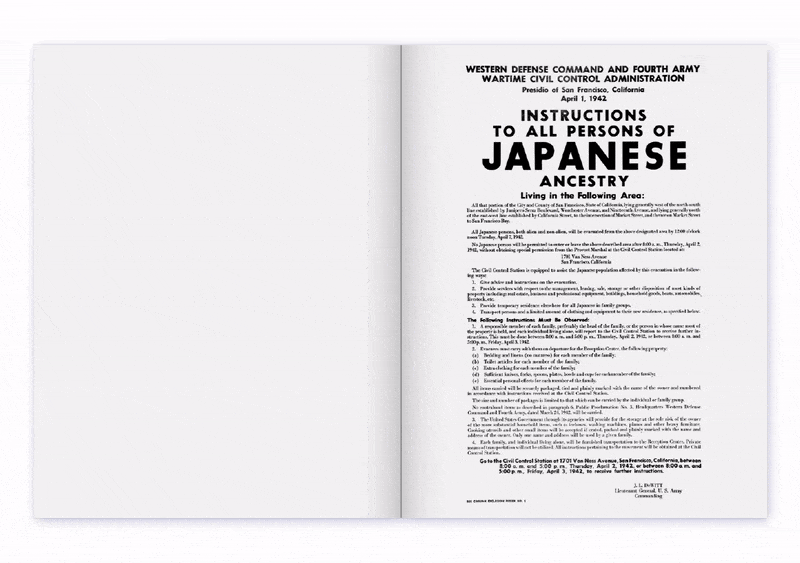 WESTERN DEFENSE COMMAND AND FOURTH ARMY
WARTIME CIVIL CONTROL ADMINISTRATION
Presidio of San Francisco, California
April 1, 1942
INSTRUCTIONS
TO ALL PERSONS OF
JAPANESE
ANCESTRY
Living in the Following Area:
All that portion of the City and County of San Francisco, State of California, lying generally west of the north-south
line established by Junipero Serra Boulevard, Worchester Avenue, and Nineteenth Avenue, and lying generally north
of the east-west line established by California Street, to the intersection of Market Street, and thence on Market Street
to San Francisco Bay.
All Japanese persons, both alien and non-alien, will be evacuated from the above designated area by 12:00 o'clock
noon Tuesday, April 7, 1942.
No Japanese person will be permitted to enter or leave the above described area after 8:00 a. m., Thursday, April 2,
1942, without obtaining special permission from the Provost Marshal at the Civil Control Station located at:
1701 Van Ness Avenue
San Francisco, California
The Civil Control Station is equipped to assist the Japanese population affected by this evacuation in the follow-
ing ways:
1. Give advice and instructions on the evacuation.
2. Provide services with respect to the management, leasing, sale, storage or other disposition of most kinds of
property including: real estate, business and professional equipment, buildings, household goods, boats, automobiles,
livestock, etc.
3. Provide temporary residence elsewhere for all Japanese in family groups.
4. Transport persons and a limited amount of clothing and equipment to their new residence, as specified below.
The Following Instructions Must Be Observed:
1. A responsible member of each family, preferably the head of the family, or the person in whose name most of
the property is held, and each individual living alone, will report to the Civil Control Station to receive further in-
structions. This must be done between 8:00 a. m. and 5:00 p. m., Thursday, April 2, 1942, or between 8:00 a. m. and
5:00 p. m., Friday, April 3, 1942.
2. Evacuees must carry with them on departure for the Reception Center, the following property:
(a) Bedding and linens (no mattress) for each member of the family;
(b) Toilet articles for each member of the family;
(c) Extra clothing for each member of the family;
(d) Sufficient knives, forks, spoons, plates, bowls and cups for each member of the family;
(e) Essential personal effects for each member of the family.
All items carried will be securely packaged, tied and plainly marked with the name of the owner and numbered
in accordance with instructions received at the Civil Control Station.
The size and number of packages is limited to that which can be carried by the individual or family group.
No contraband items as described in paragraph 6, Public Proclamation No. 3, Headquarters Western Defense
Command and Fourth Army, dated March 24, 1942, will be carried.
3. The United States Government through its agencies will provide for the storage at the sole risk of the owner
of the more substantial household items, such as iceboxes, washing machines, pianos and other heavy furniture.
Cooking utensils and other small items will be accepted if crated, packed and plainly marked with the name and
address of the owner. Only one name and address will be used by a given family.
4. Each family, and individual living alone, will be furnished transportation to the Reception Center. Private
means of transportation will not be utilized. All instructions pertaining to the movement will be obtained at the Civil
Control Station.
Go to the Civil Control Station at 1701 Van Ness Avenue, San Francisco, California, between
8:00 a. m. and 5:00 p. m., Thursday, April 2, 1942, or between 8:00 a. m. and
5:00 p. m., Friday, April 3, 1942, to receive further instructions.
J. L. DeWITT
Lieutenant General, U. S. Army
Commanding
SEE CIVILIAN EXCLUSION ORDER NO.